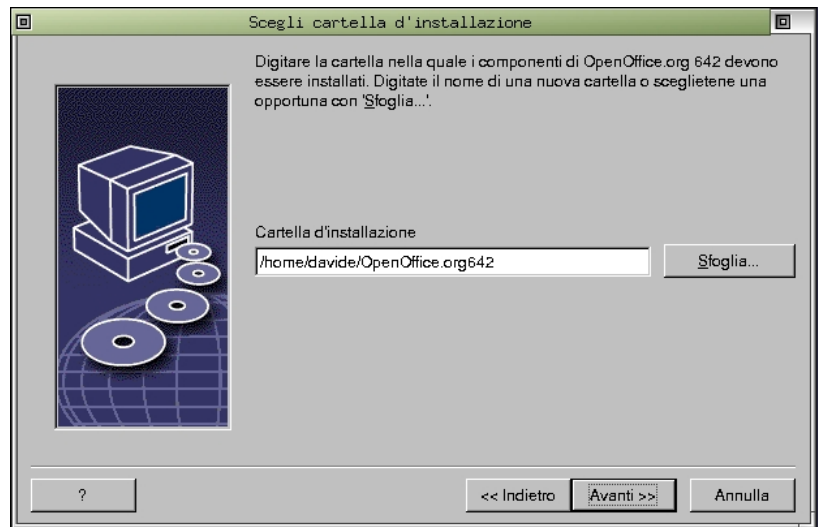 Scegli cartella d'installazione
Digitare la cartella nella quale i componenti di OpenOffice.org 642 devono
essere installati. Digitate il nome di una nuova cartella o sceglietene una
opportuna con 'Sfoglia...'.
Cartella d'installazione
/home/davide/OpenOffice.org642
Sfoglia...
?
<< Indietro
Avanti >>
Annulla